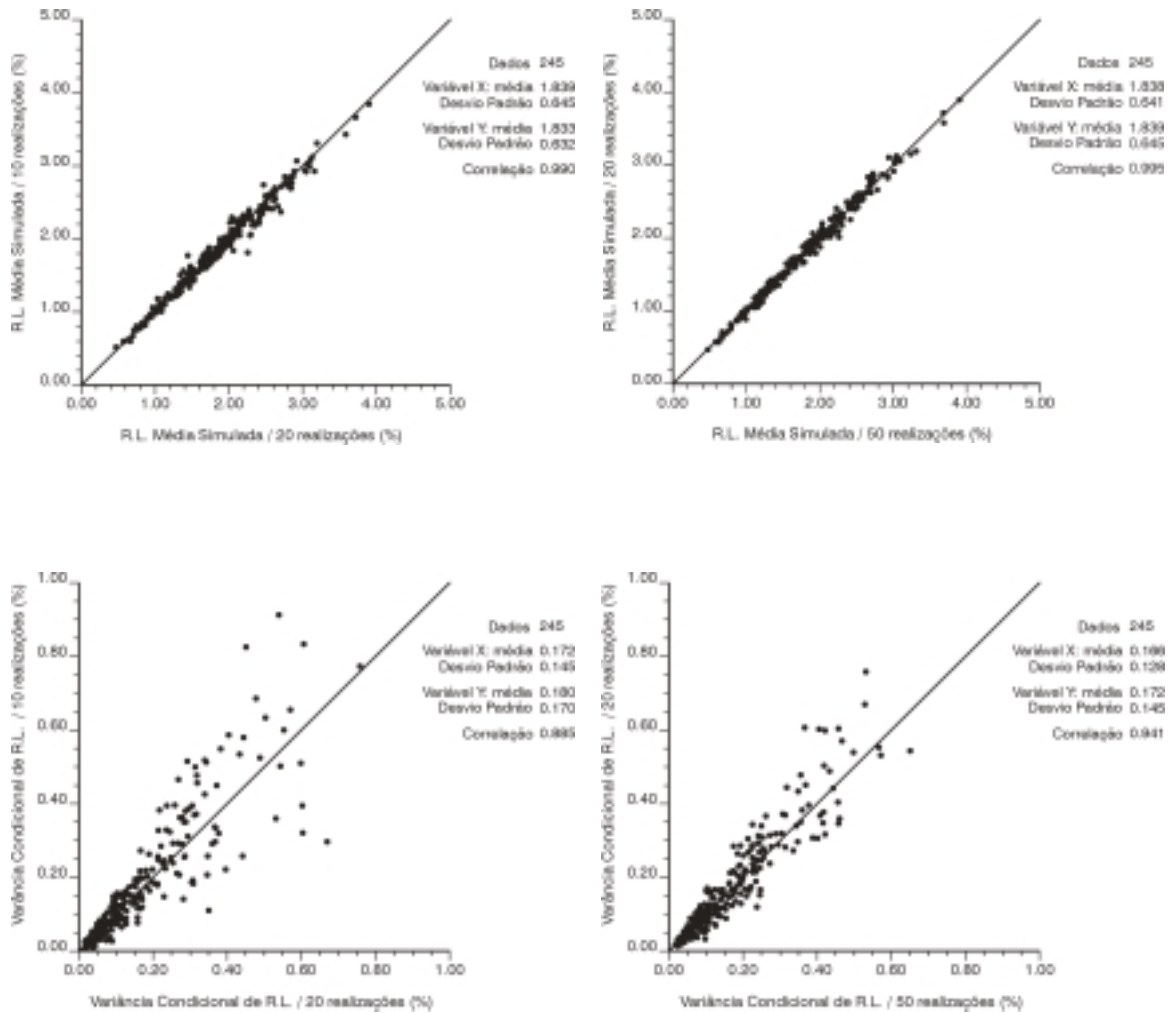 5.00
4.00
3.00
2.00
1.00
0.00
0.00 1.00 2.00 3.00 4.00 5.00
R.L. Média Simulada / 10 realizações (%)
R.L. Média Simulada / 20 realizações (%)
Dados 245
Variável X: média 1.839
Desvio Padrão 0.645
Variável Y: média 1.833
Desvio Padrão 0.632
Correlação 0.990
5.00
4.00
3.00
2.00
1.00
0.00
0.00 1.00 2.00 3.00 4.00 5.00
R.L. Média Simulada / 20 realizações (%)
R.L. Média Simulada / 50 realizações (%)
Dados 245
Variável X: média 1.838
Desvio Padrão 0.641
Variável Y: média 1.839
Desvio Padrão 0.645
Correlação 0.995
1.00
0.80
0.60
0.40
0.20
0.00
0.00 0.20 0.40 0.60 0.80 1.00
Variância Condicional de R.L. / 10 realizações (%)
Variância Condicional de R.L. / 20 realizações (%)
Dados 245
Variável X: média 0.172
Desvio Padrão 0.145
Variável Y: média 0.180
Desvio Padrão 0.170
Correlação 0.885
1.00
0.80
0.60
0.40
0.20
0.00
0.00 0.20 0.40 0.60 0.80 1.00
Variância Condicional de R.L. / 20 realizações (%)
Variância Condicional de R.L. / 50 realizações (%)
Dados 245
Variável X: média 0.166
Desvio Padrão 0.128
Variável Y: média 0.172
Desvio Padrão 0.145
Correlação 0.941